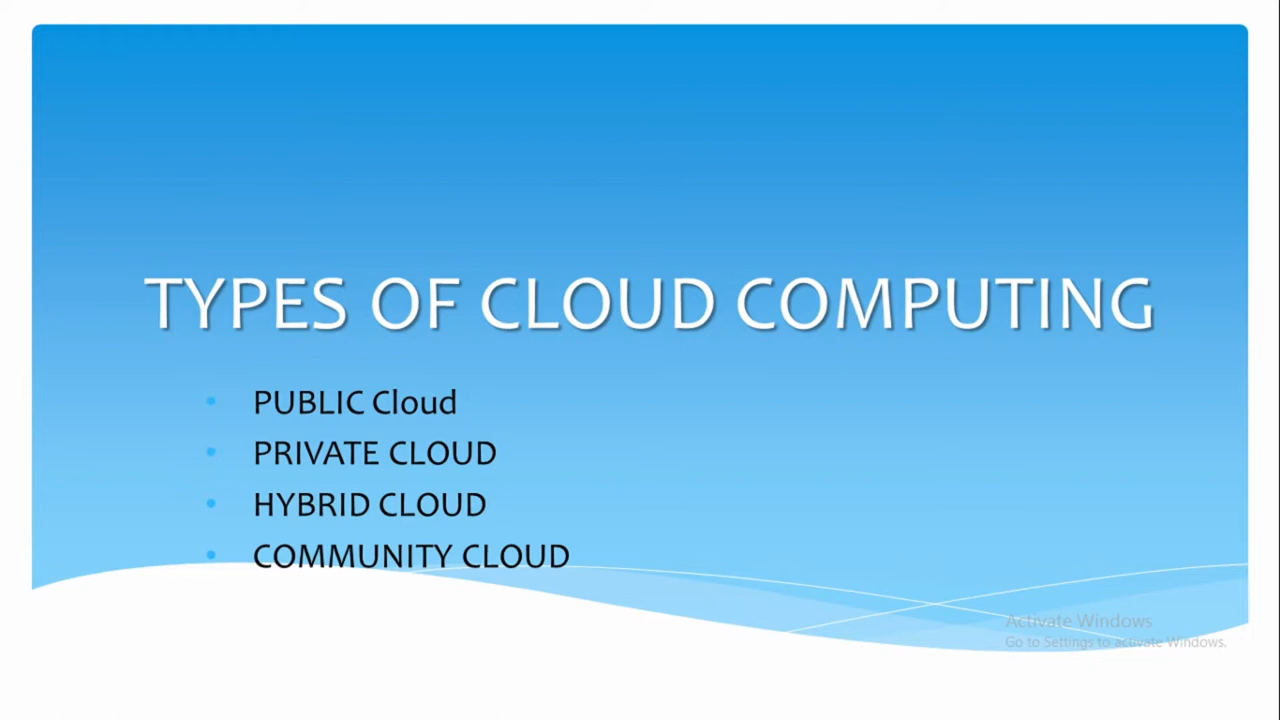 TYPES OF CLOUD COMPUTING
• PUBLIC Cloud
• PRIVATE CLOUD
• HYBRID CLOUD
• COMMUNITY CLOUD
Activate Windows
Go to Settings to activate Windows.